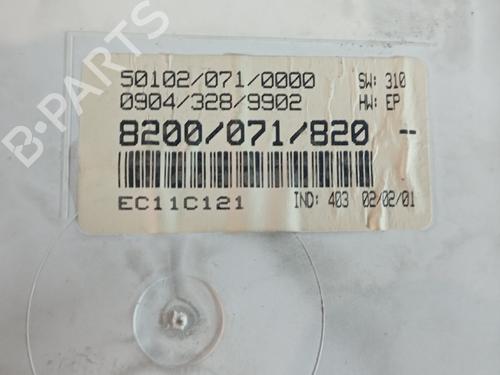 50102/071/0000 SW: 310
0904/328/9902 HW: EP
8200/071/820 --
EC11C121 IND: 403 02/02/01
B-PARTS